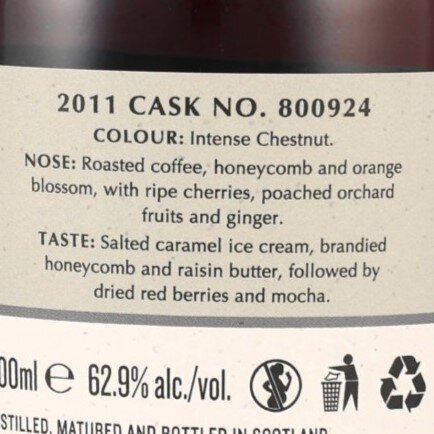 2011 CASK NO. 800924
COLOUR: Intense Chestnut.
NOSE: Roasted coffee, honeycomb and orange
blossom, with ripe cherries, poached orchard
fruits and ginger.
TASTE: Salted caramel ice cream, brandied
honeycomb and raisin butter, followed by
dried red berries and mocha.
00ml ℮ 62.9% alc./vol.
STILLED, MATURED AND BOTTLED IN SCOTLAND